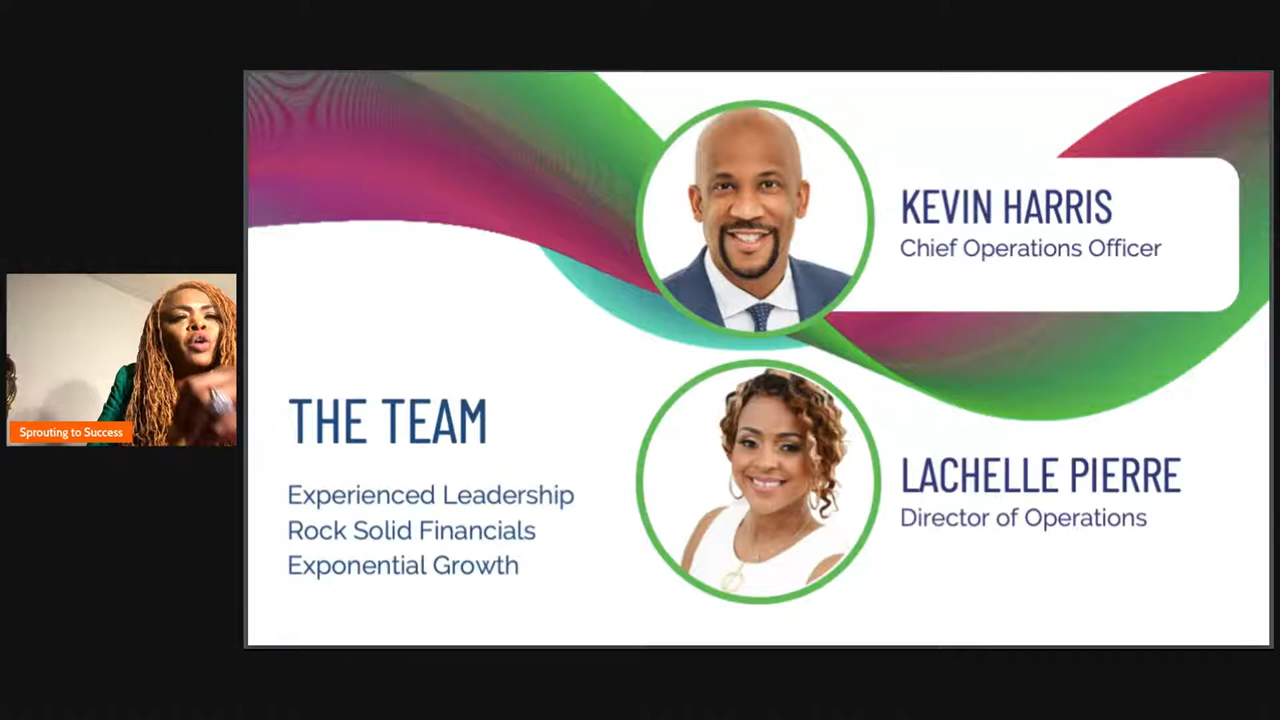 Sprouting to Success
KEVIN HARRIS
Chief Operations Officer
THE TEAM
Experienced Leadership
Rock Solid Financials
Exponential Growth
LACHELLE PIERRE
Director of Operations